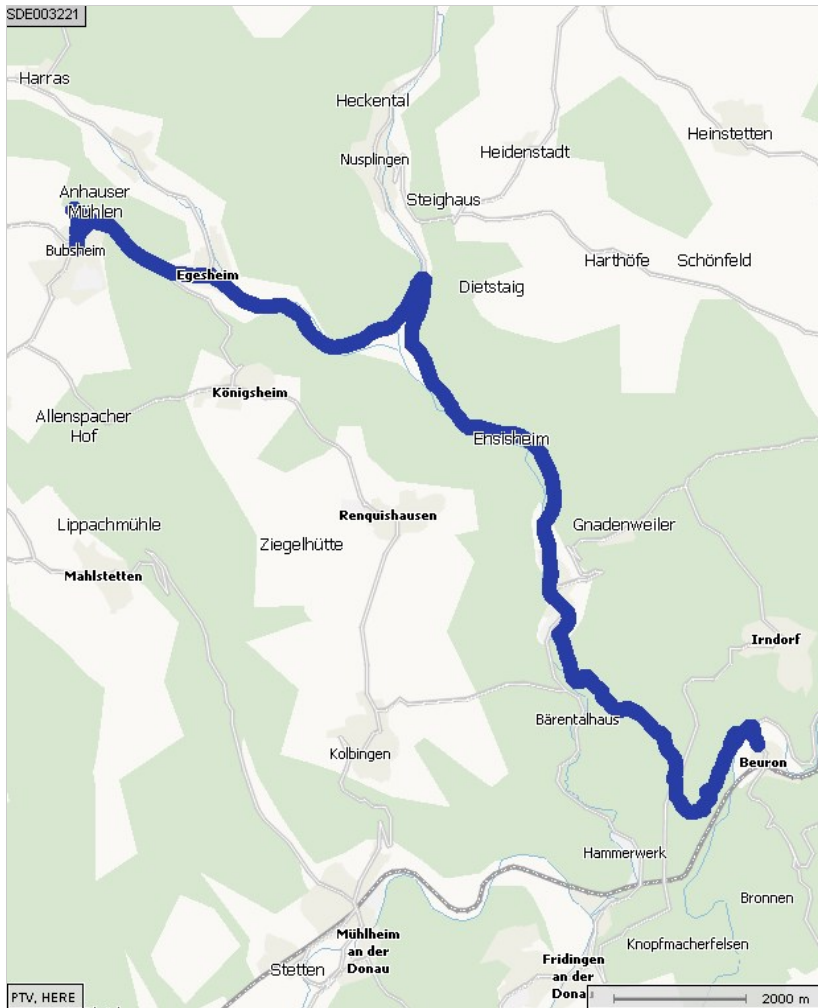 SDE003221
Harras
Heckental
Heinstetten
Nusplingen
Heidenstadt
Anhauser
Mühlen
Steighaus
Bubsheim
Egesheim
Harthöfe
Schönfeld
Dietstaig
Königsheim
Allenspacher
Hof
Ensisheim
Renquishausen
Lippachmühle
Ziegelhütte
Gnadenweiler
Mahlstetten
Irndorf
Bärentalhaus
Kolbingen
Beuron
Hammerwerk
Bronnen
Mühlheim
an der
Donau
Knopfmacherfelsen
Stetten
Fridingen
an der
Donau
PTV, HERE
2000 m